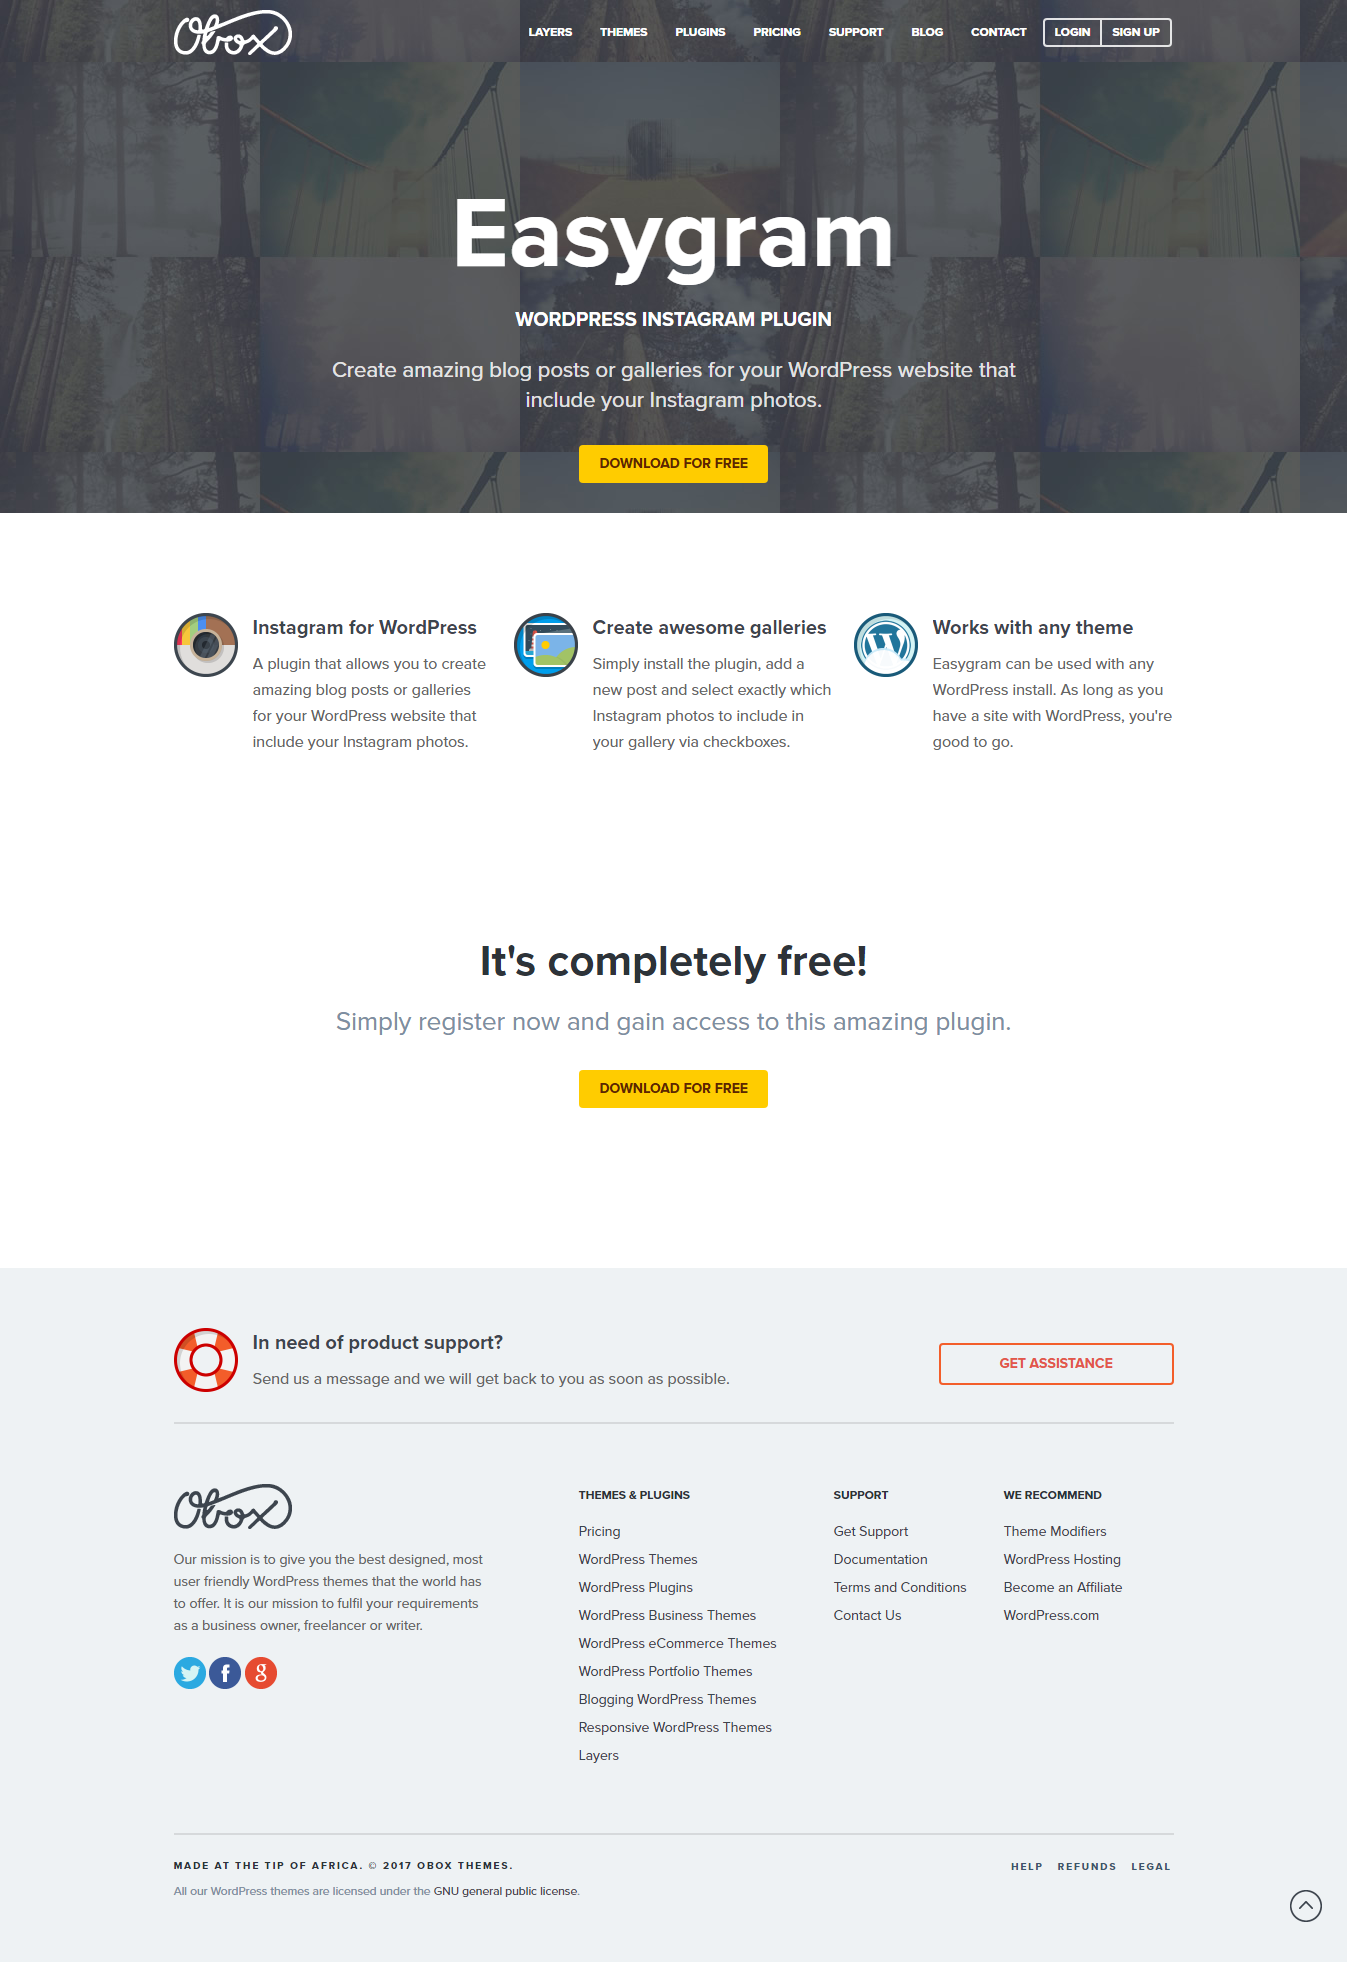 Obox
LAYERS THEMES PLUGINS PRICING SUPPORT BLOG CONTACT LOGIN SIGN UP
Easygram
WORDPRESS INSTAGRAM PLUGIN
Create amazing blog posts or galleries for your WordPress website that
include your Instagram photos.
DOWNLOAD FOR FREE
Instagram for WordPress
A plugin that allows you to create
amazing blog posts or galleries
for your WordPress website that
include your Instagram photos.
Create awesome galleries
Simply install the plugin, add a
new post and select exactly which
Instagram photos to include in
your gallery via checkboxes.
Works with any theme
Easygram can be used with any
WordPress install. As long as you
have a site with WordPress, you're
good to go.
It's completely free!
Simply register now and gain access to this amazing plugin.
DOWNLOAD FOR FREE
In need of product support?
Send us a message and we will get back to you as soon as possible.
GET ASSISTANCE
Obox
Our mission is to give you the best designed, most
user friendly WordPress themes that the world has
to offer. It is our mission to fulfil your requirements
as a business owner, freelancer or writer.
THEMES & PLUGINS
Pricing
WordPress Themes
WordPress Plugins
WordPress Business Themes
WordPress eCommerce Themes
WordPress Portfolio Themes
Blogging WordPress Themes
Responsive WordPress Themes
Layers
SUPPORT
Get Support
Documentation
Terms and Conditions
Contact Us
WE RECOMMEND
Theme Modifiers
WordPress Hosting
Become an Affiliate
WordPress.com
MADE AT THE TIP OF AFRICA. © 2017 OBOX THEMES.
All our WordPress themes are licensed under the GNU general public license.
HELP REFUNDS LEGAL